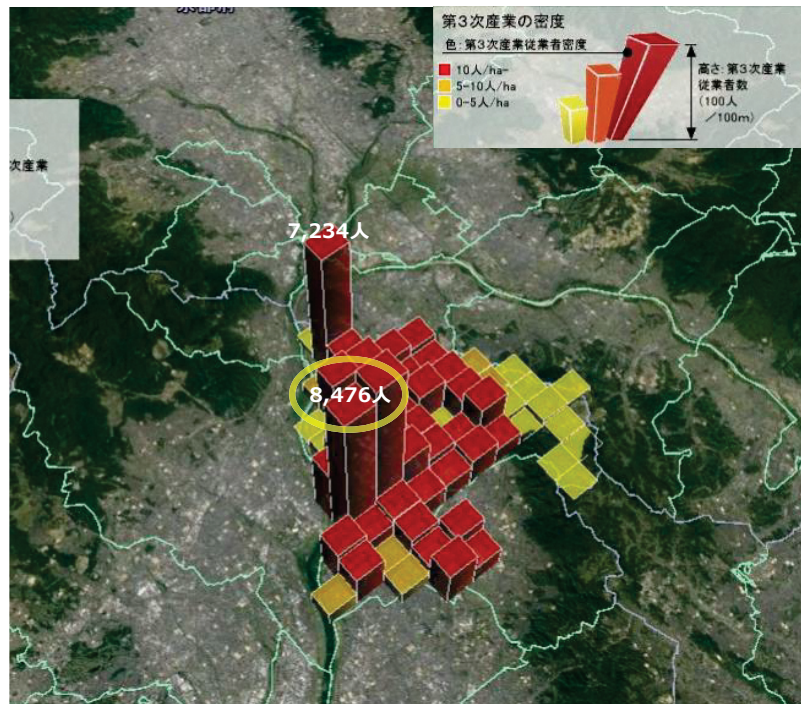 第3次産業の密度
色:第3次産業従業者密度
10人/ha-
5-10人/ha
0-5人/ha
高さ:第3次産業
従業者数
(100人
/100m)
次産業
)
7,234人
8,476人